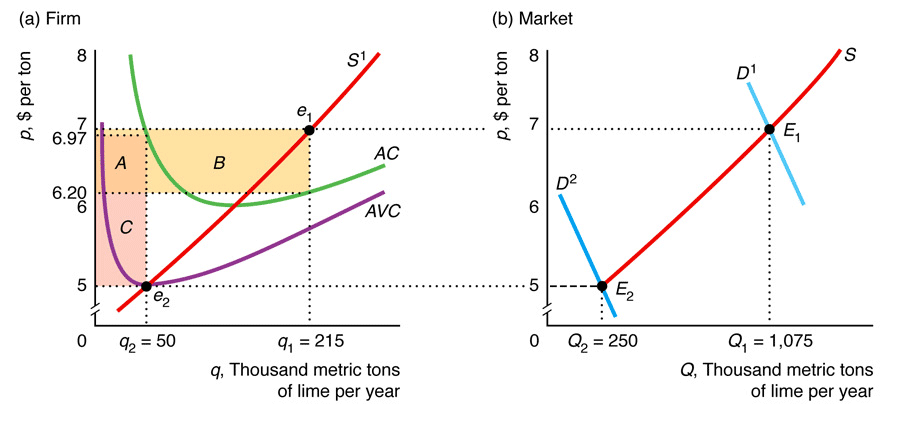 (a) Firm
p, $ per ton
8
7
6.97
6.20
6
5
0
S¹
e₁
A
B
C
AC
AVC
e₂
q₂ = 50
q₁ = 215
q, Thousand metric tons
of lime per year
(b) Market
p, $ per ton
8
7
6
5
0
S
D¹
E₁
D²
E₂
Q₂ = 250
Q₁ = 1,075
Q, Thousand metric tons
of lime per year